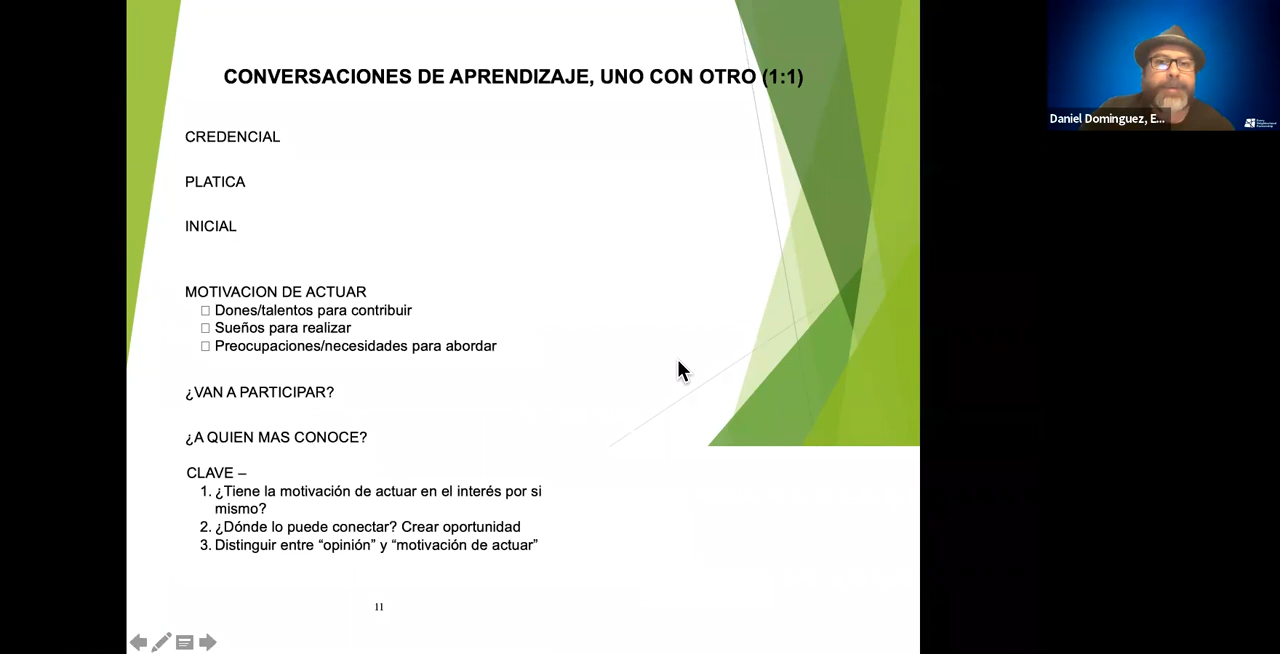 CONVERSACIONES DE APRENDIZAJE, UNO CON OTRO (1:1)
CREDENCIAL
PLATICA
INICIAL
MOTIVACION DE ACTUAR
Dones/talentos para contribuir
Sueños para realizar
Preocupaciones/necesidades para abordar
¿VAN A PARTICIPAR?
¿A QUIEN MAS CONOCE?
CLAVE –
1. ¿Tiene la motivación de actuar en el interés por si
mismo?
2. ¿Dónde lo puede conectar? Crear oportunidad
3. Distinguir entre “opinión” y “motivación de actuar”
11
Daniel Dominguez, E...